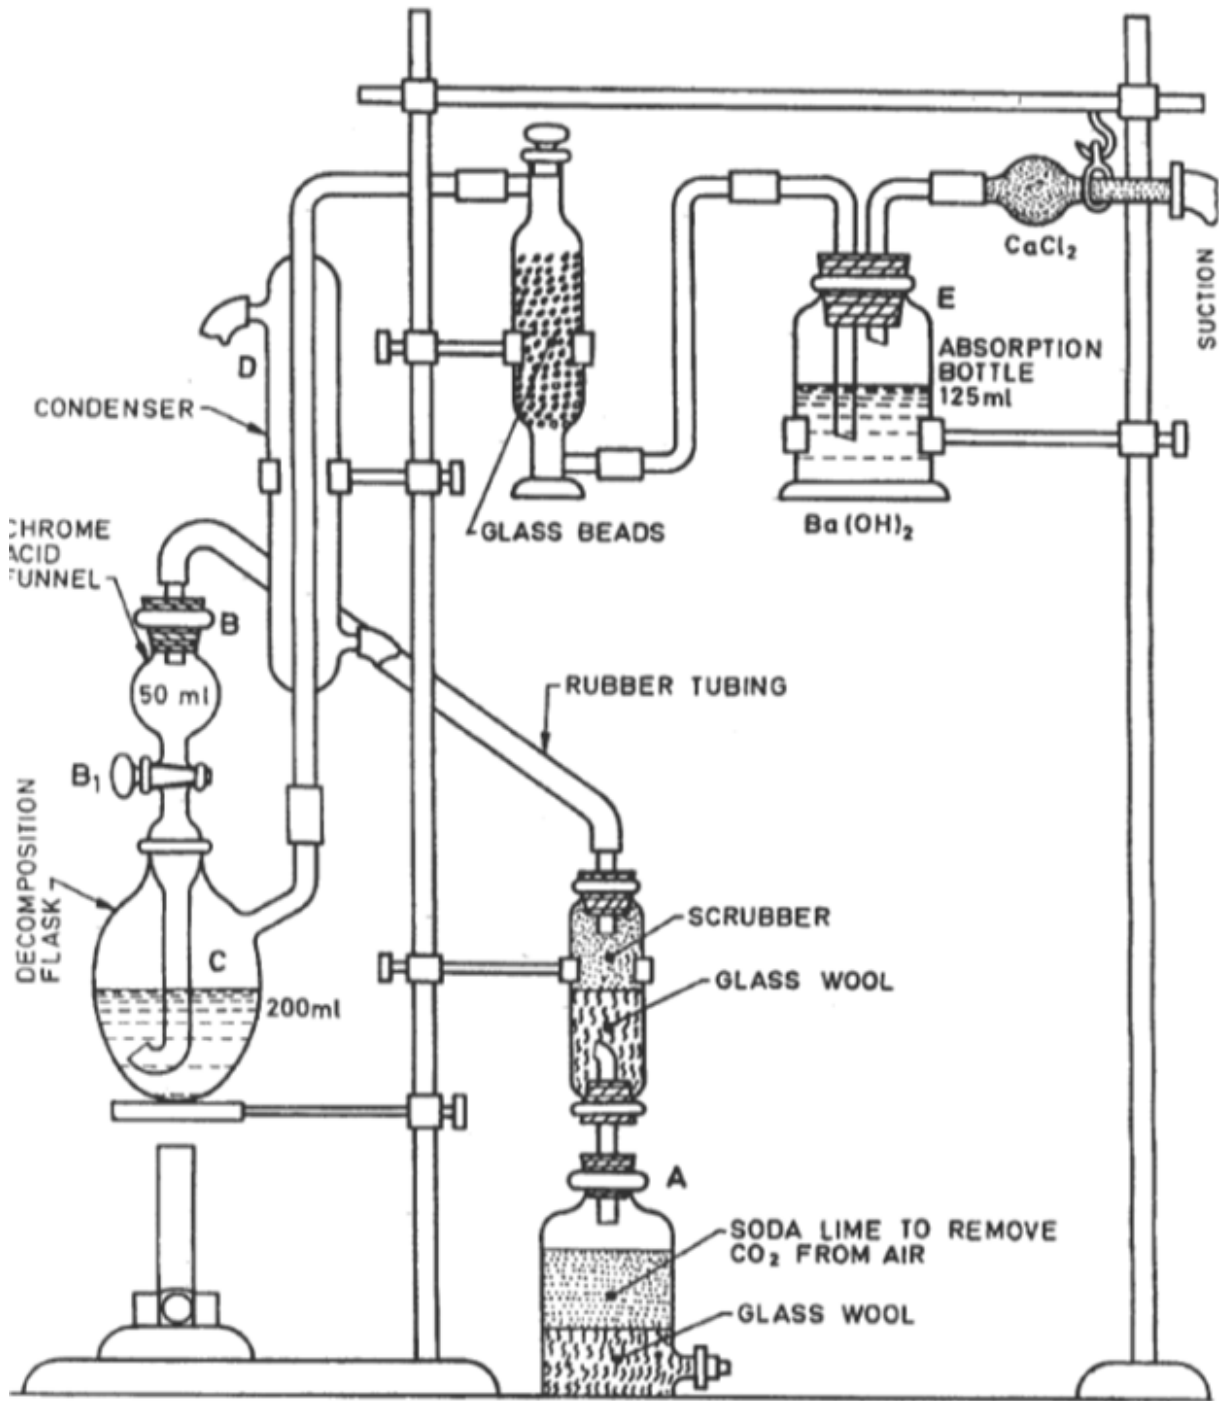 CaCl₂
SUCTION
E
ABSORPTION
BOTTLE
125ml
D
CONDENSER
GLASS BEADS
Ba(OH)₂
CHROME
ACID
FUNNEL
B
50 ml
RUBBER TUBING
B₁
DECOMPOSITION
FLASK
SCRUBBER
C
GLASS WOOL
200ml
A
SODA LIME TO REMOVE
CO₂ FROM AIR
GLASS WOOL